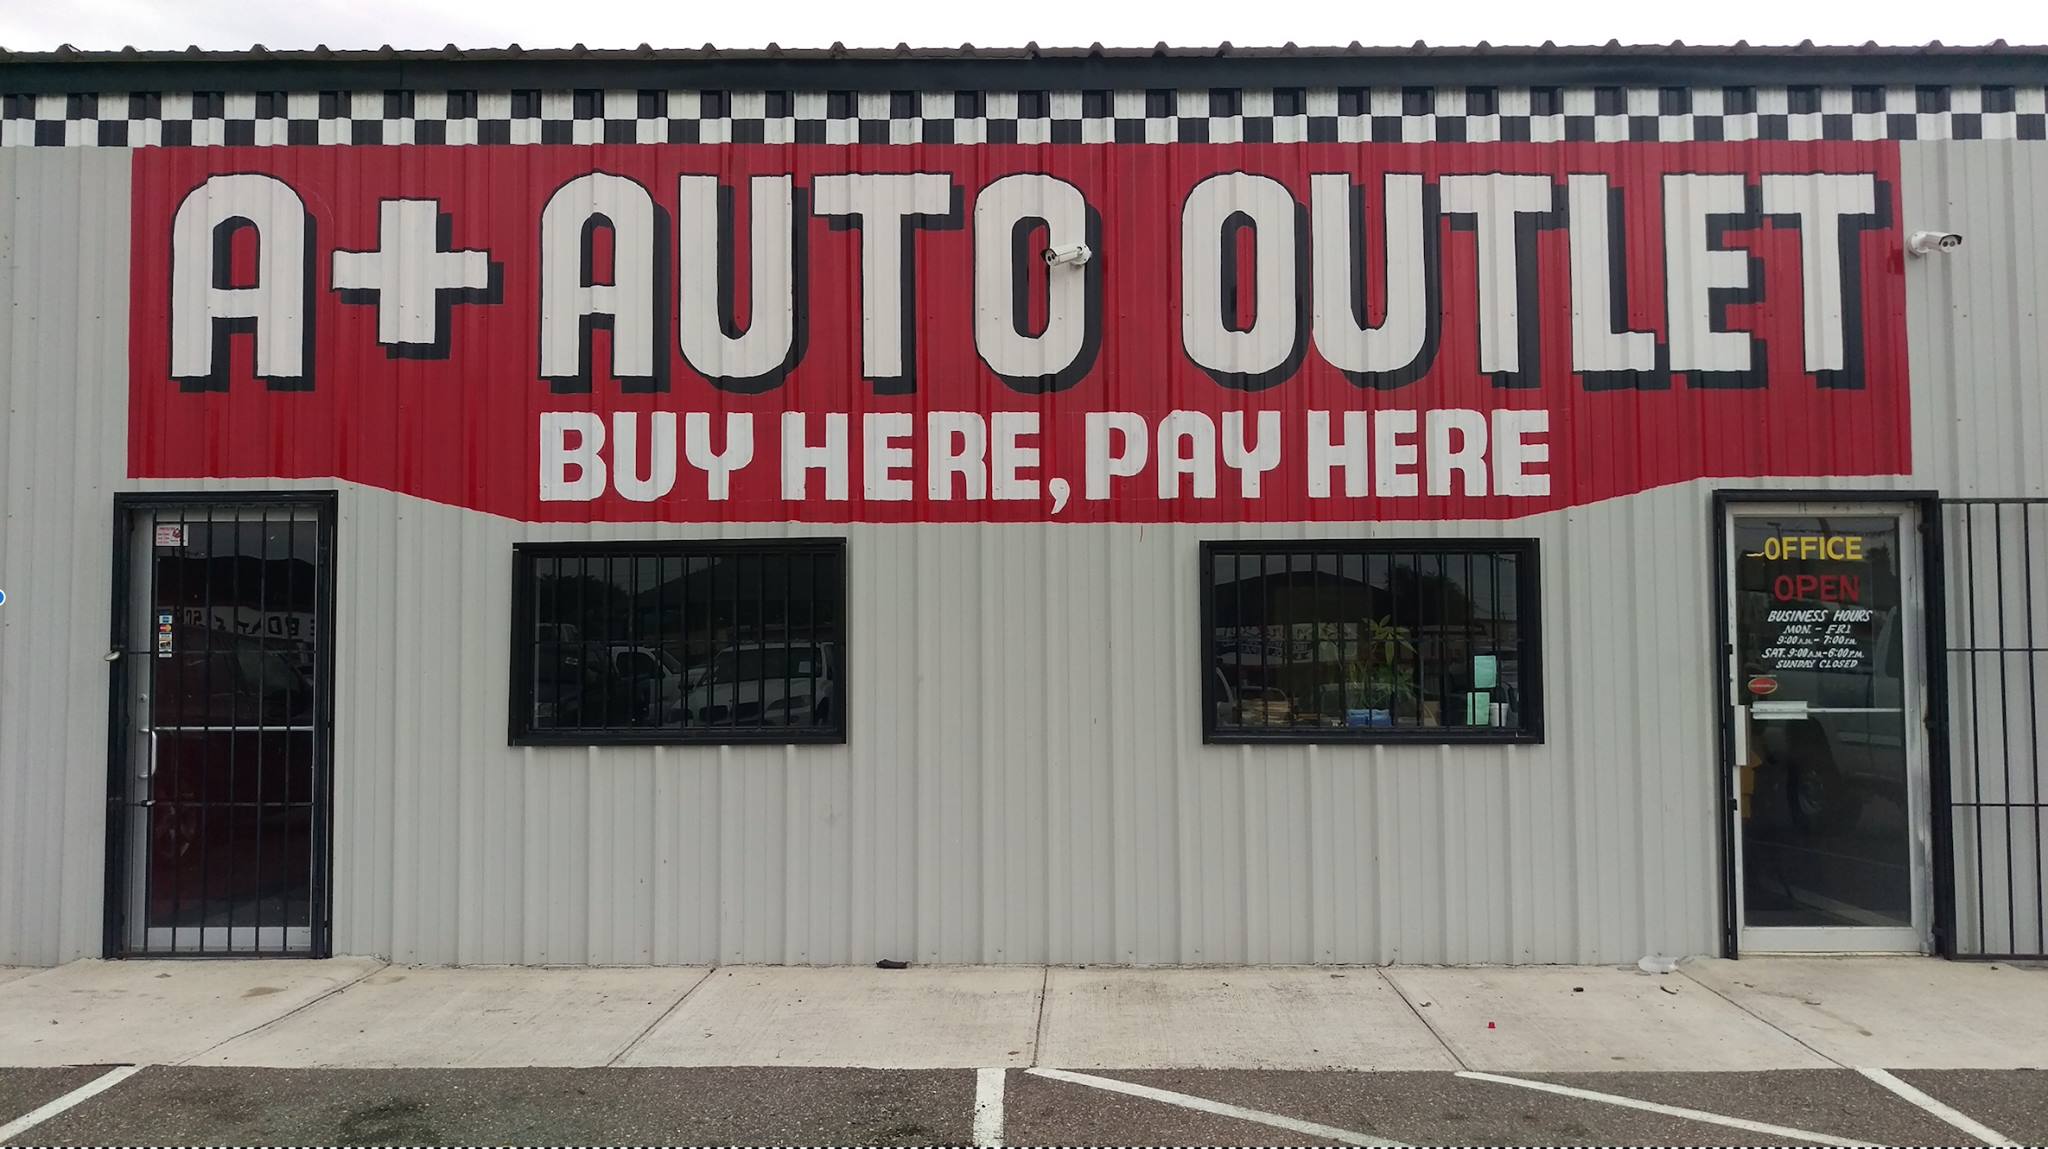 A+ AUTO OUTLET
BUY HERE, PAY HERE
OFFICE
OPEN
BUSINESS HOURS
MON. - FRI
9:00 A.M. - 7:00 P.M.
SAT. 9:00 A.M. - 6:00 P.M.
SUNDAY CLOSED